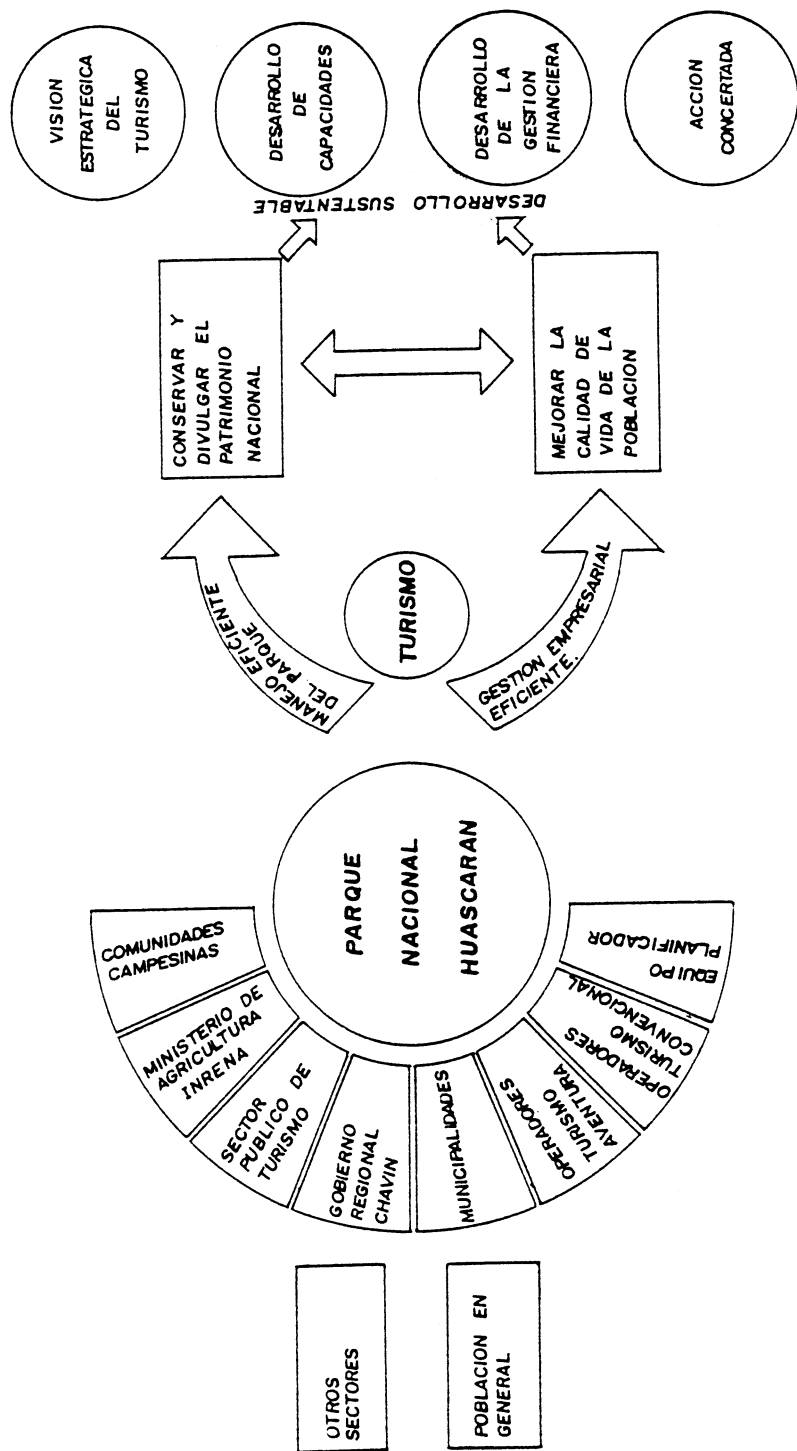 OTROS
SECTORES
POBLACION EN
GENERAL
COMUNIDADES
CAMPESINAS
MINISTERIO DE
AGRICULTURA
INRENA
SECTOR
PUBLICO DE
TURISMO
GOBIERNO
REGIONAL
CHAVIN
MUNICIPALIDADES
OPERADORES
TURISMO
AVENTURA
OPERADORES
TURISMO
CONVENCIONAL
EQUIPO
PLANIFICADOR
PARQUE
NACIONAL
HUASCARAN
MANEJO EFICIENTE
DEL PARQUE
TURISMO
GESTION EMPRESARIAL
EFICIENTE.
CONSERVAR Y
DIVULGAR EL
PATRIMONIO
NACIONAL
MEJORAR LA
CALIDAD DE
VIDA DE LA
POBLACION
DESARROLLO SUSTENTABLE
VISION
ESTRATEGICA
DEL
TURISMO
DESARROLLO
DE
CAPACIDADES
DESARROLLO
DE LA
GESTION
FINANCIERA
ACCION
CONCERTADA